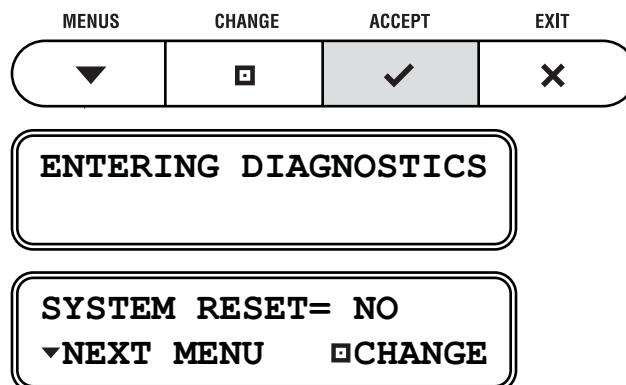 MENUS CHANGE ACCEPT EXIT
ENTERING DIAGNOSTICS
SYSTEM RESET= NO
NEXT MENU CHANGE